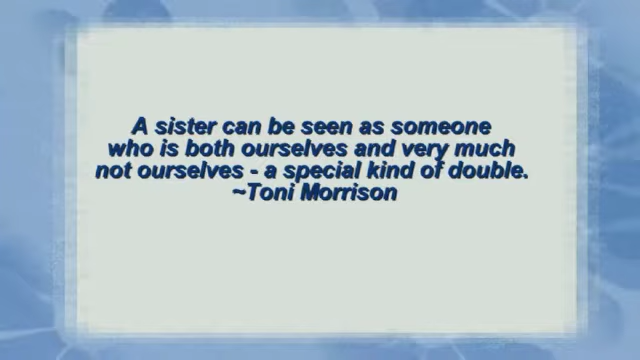 A sister can be seen as someone
who is both ourselves and very much
not ourselves - a special kind of double.
~Toni Morrison